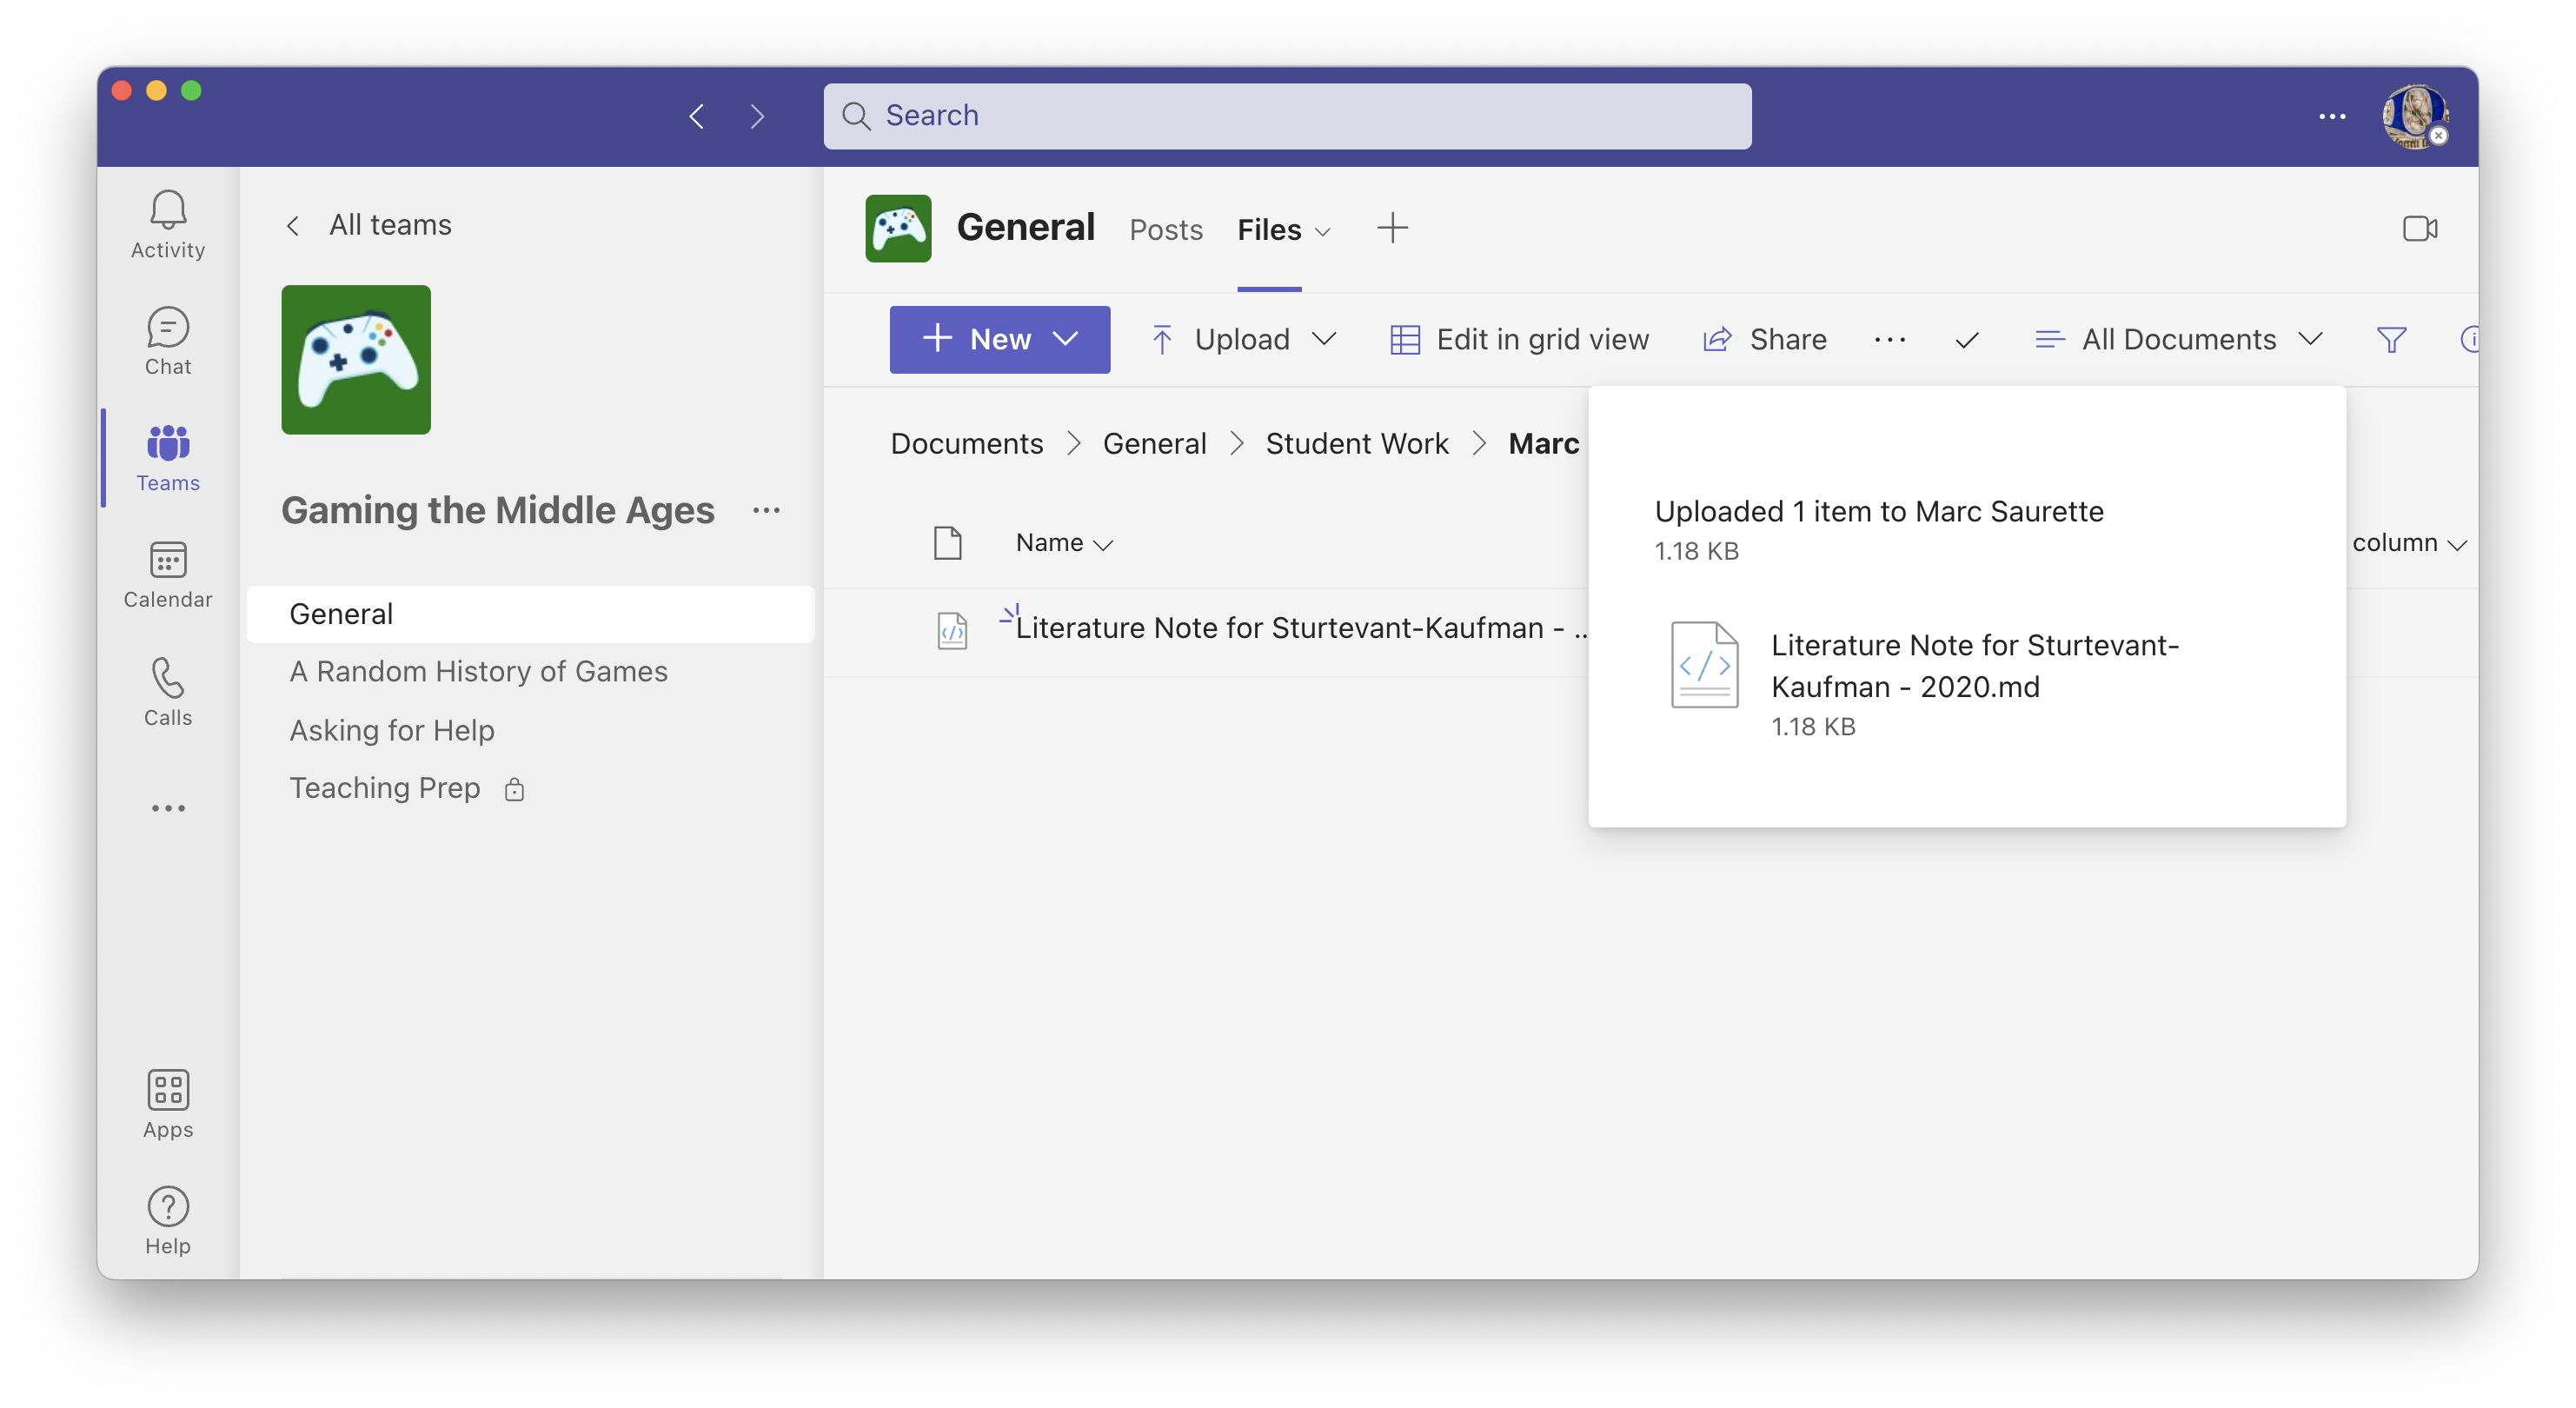 Search
Activity
Chat
Teams
Calendar
Calls
Apps
Help
All teams
Gaming the Middle Ages
General
A Random History of Games
Asking for Help
Teaching Prep
General Posts Files
New Upload Edit in grid view Share All Documents
Documents General Student Work Marc
Name column
Literature Note for Sturtevant-Kaufman - ..
Uploaded 1 item to Marc Saurette
1.18 KB
Literature Note for Sturtevant-
Kaufman - 2020.md
1.18 KB